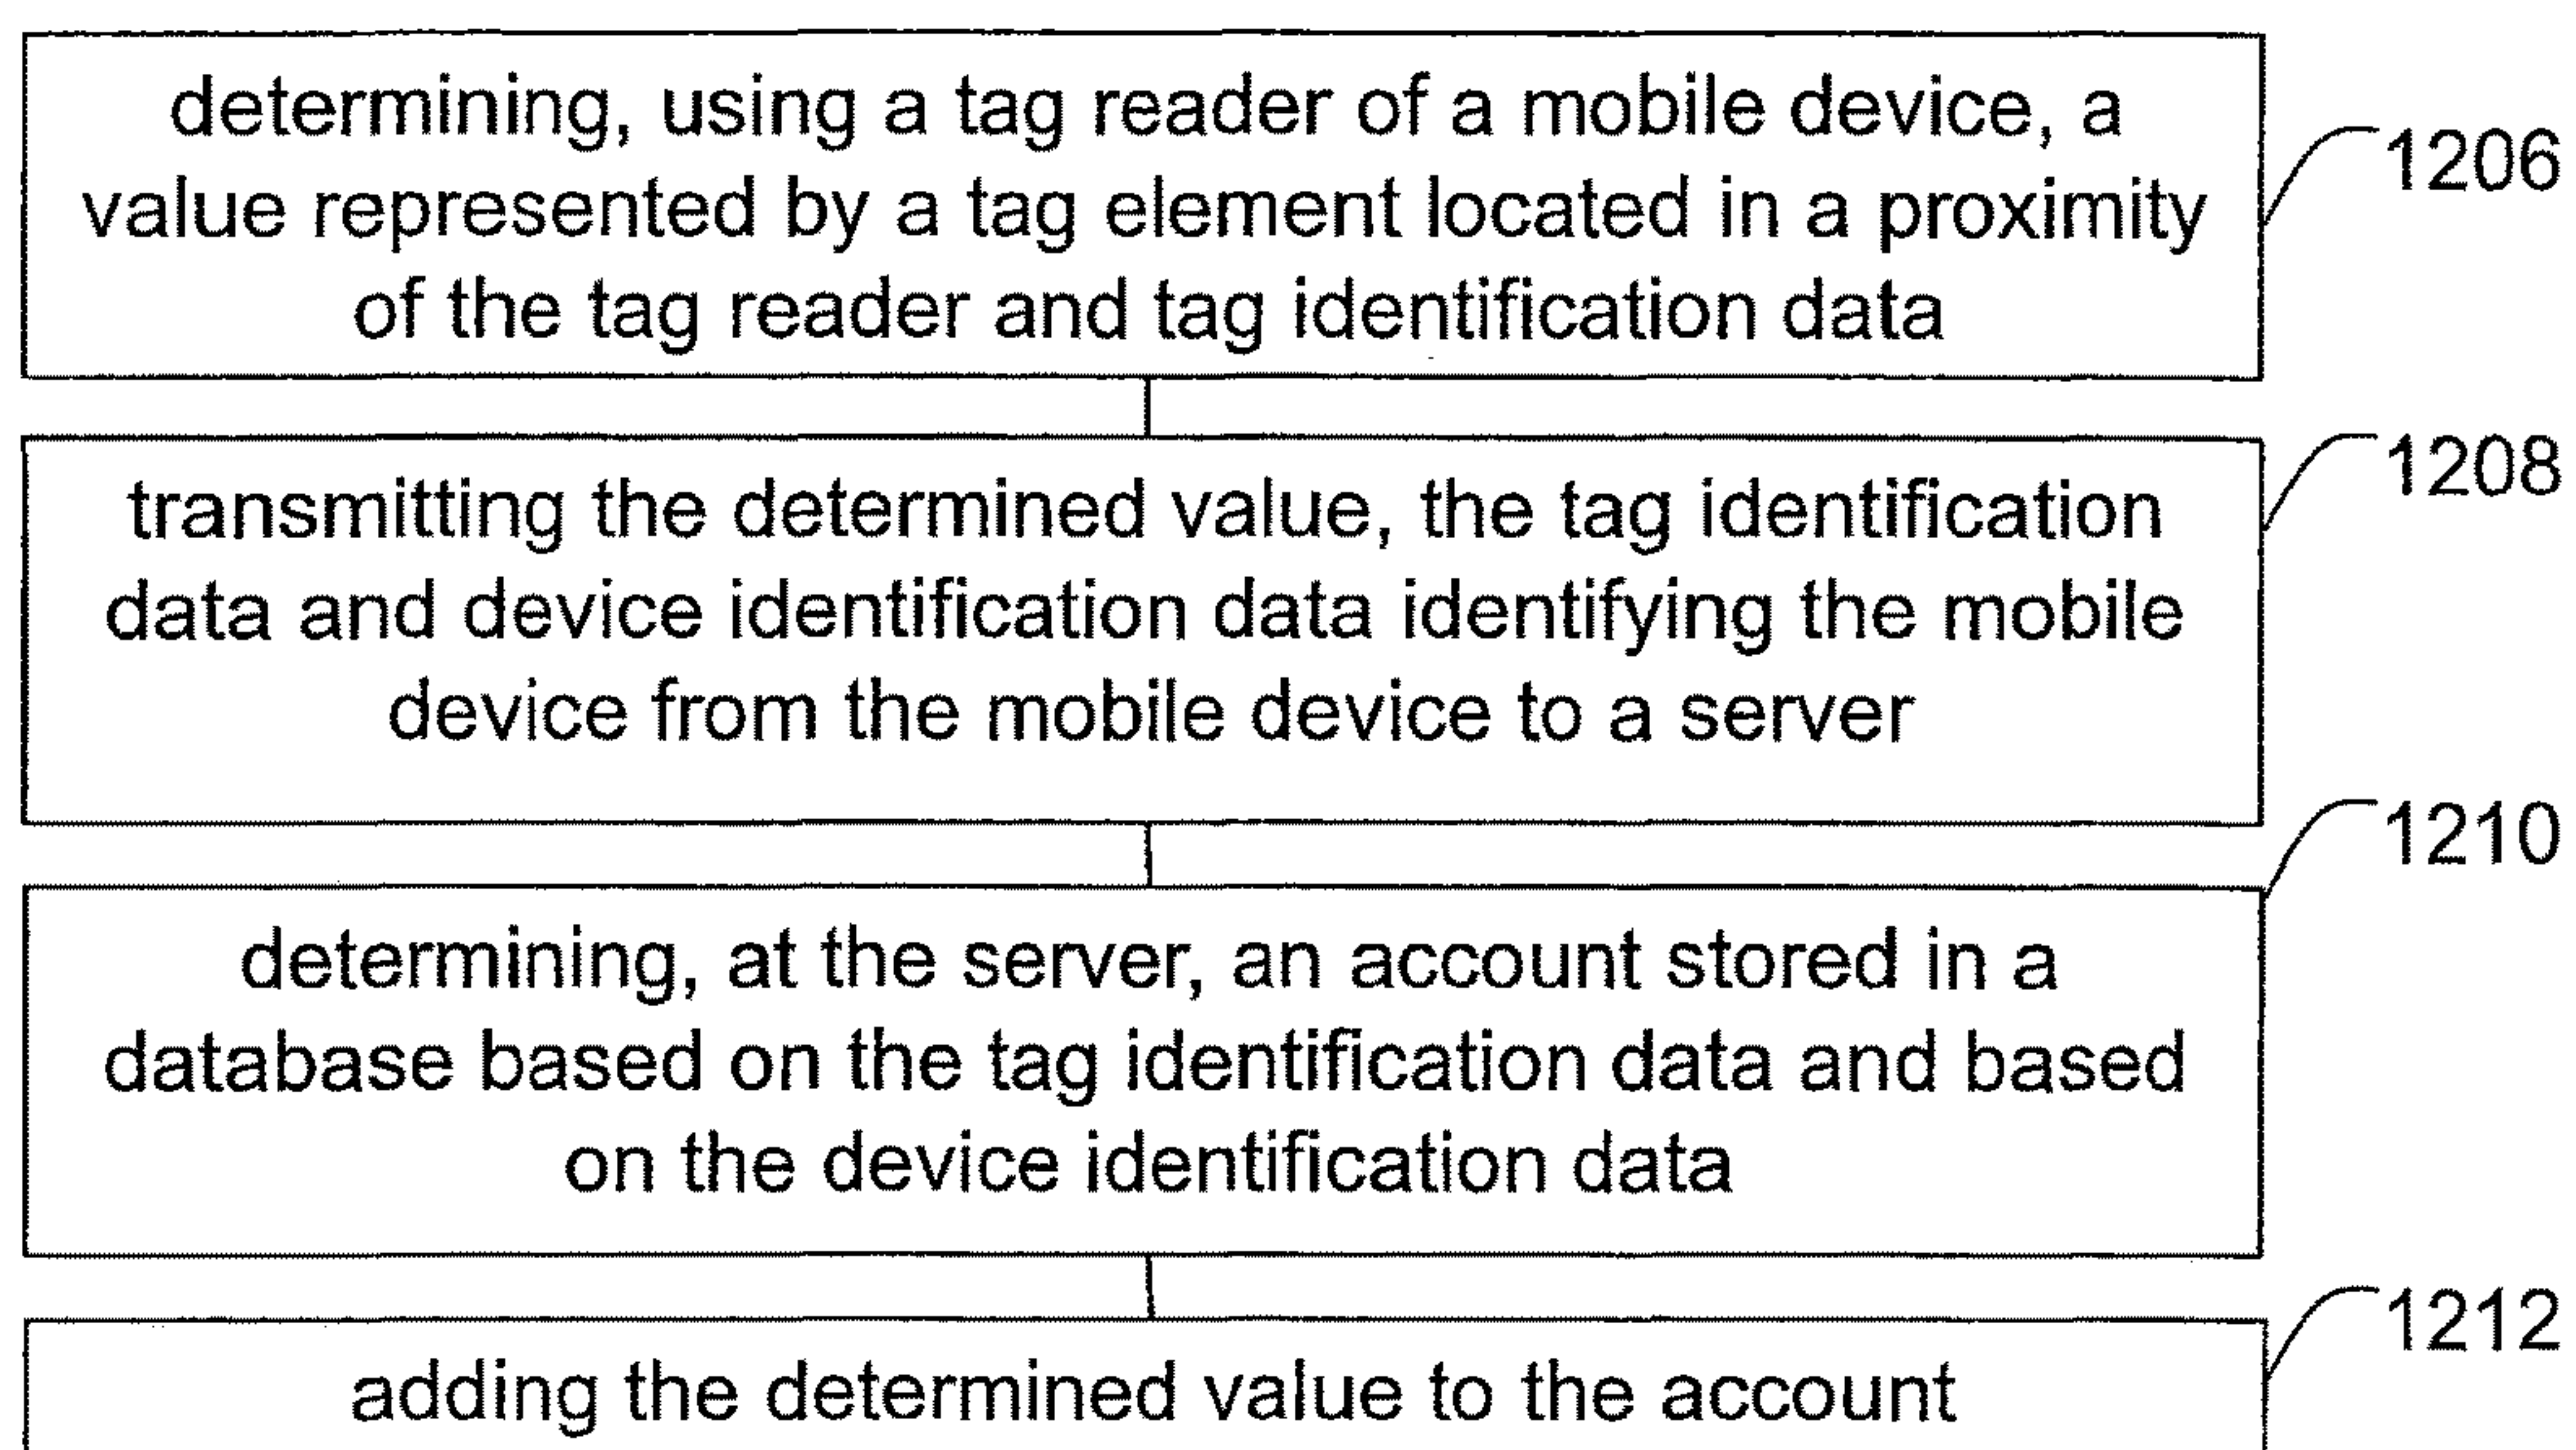 determining, using a tag reader of a mobile device, a
value represented by a tag element located in a proximity
of the tag reader and tag identification data
1206
transmitting the determined value, the tag identification
data and device identification data identifying the mobile
device from the mobile device to a server
1208
determining, at the server, an account stored in a
database based on the tag identification data and based
on the device identification data
1210
adding the determined value to the account
1212